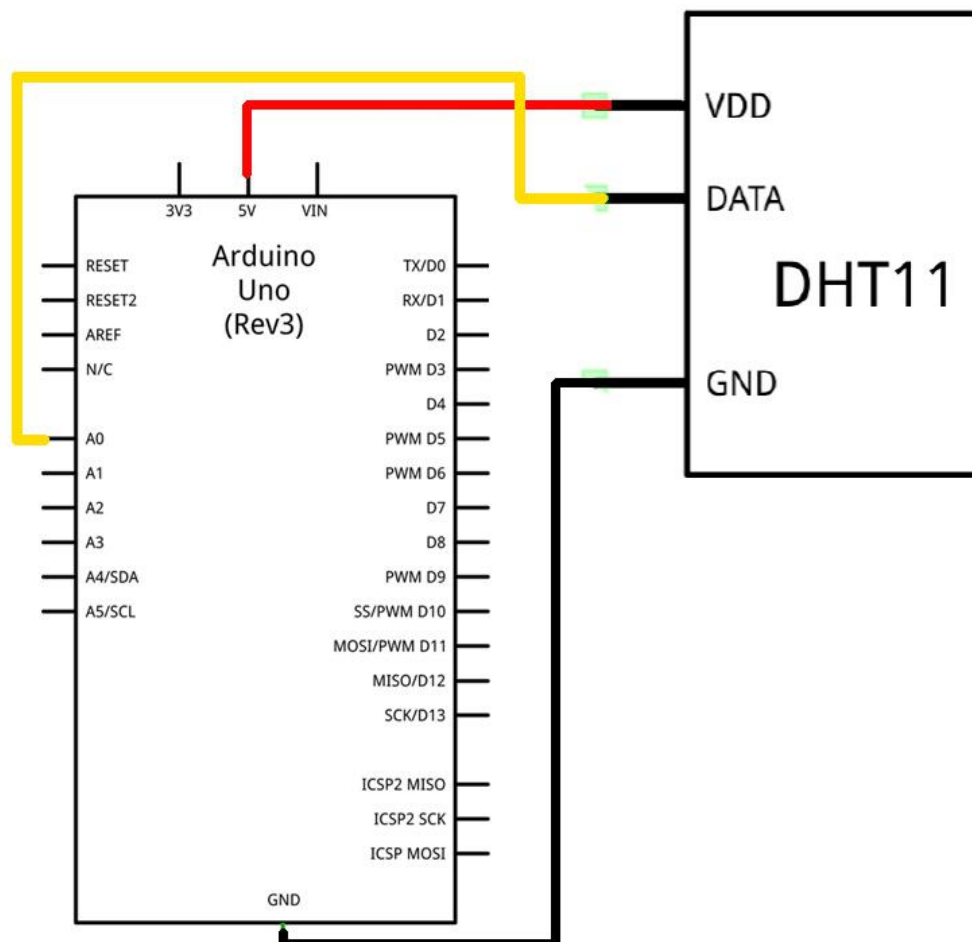 3V3 5V VIN
Arduino
Uno
(Rev3)
RESET
RESET2
AREF
N/C
A0
A1
A2
A3
A4/SDA
A5/SCL
TX/D0
RX/D1
D2
PWM D3
D4
PWM D5
PWM D6
D7
D8
PWM D9
SS/PWM D10
MOSI/PWM D11
MISO/D12
SCK/D13
ICSP2 MISO
ICSP2 SCK
ICSP MOSI
GND
VDD
DATA
DHT11
GND